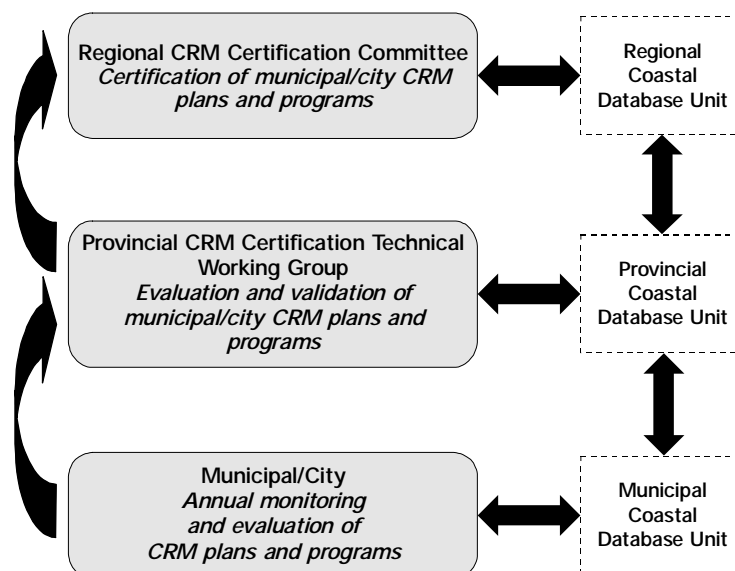 Regional CRM Certification Committee
Certification of municipal/city CRM
plans and programs
Regional
Coastal
Database Unit
Provincial CRM Certification Technical
Working Group
Evaluation and validation of
municipal/city CRM plans and
programs
Provincial
Coastal
Database Unit
Municipal/City
Annual monitoring
and evaluation of
CRM plans and programs
Municipal
Coastal
Database Unit